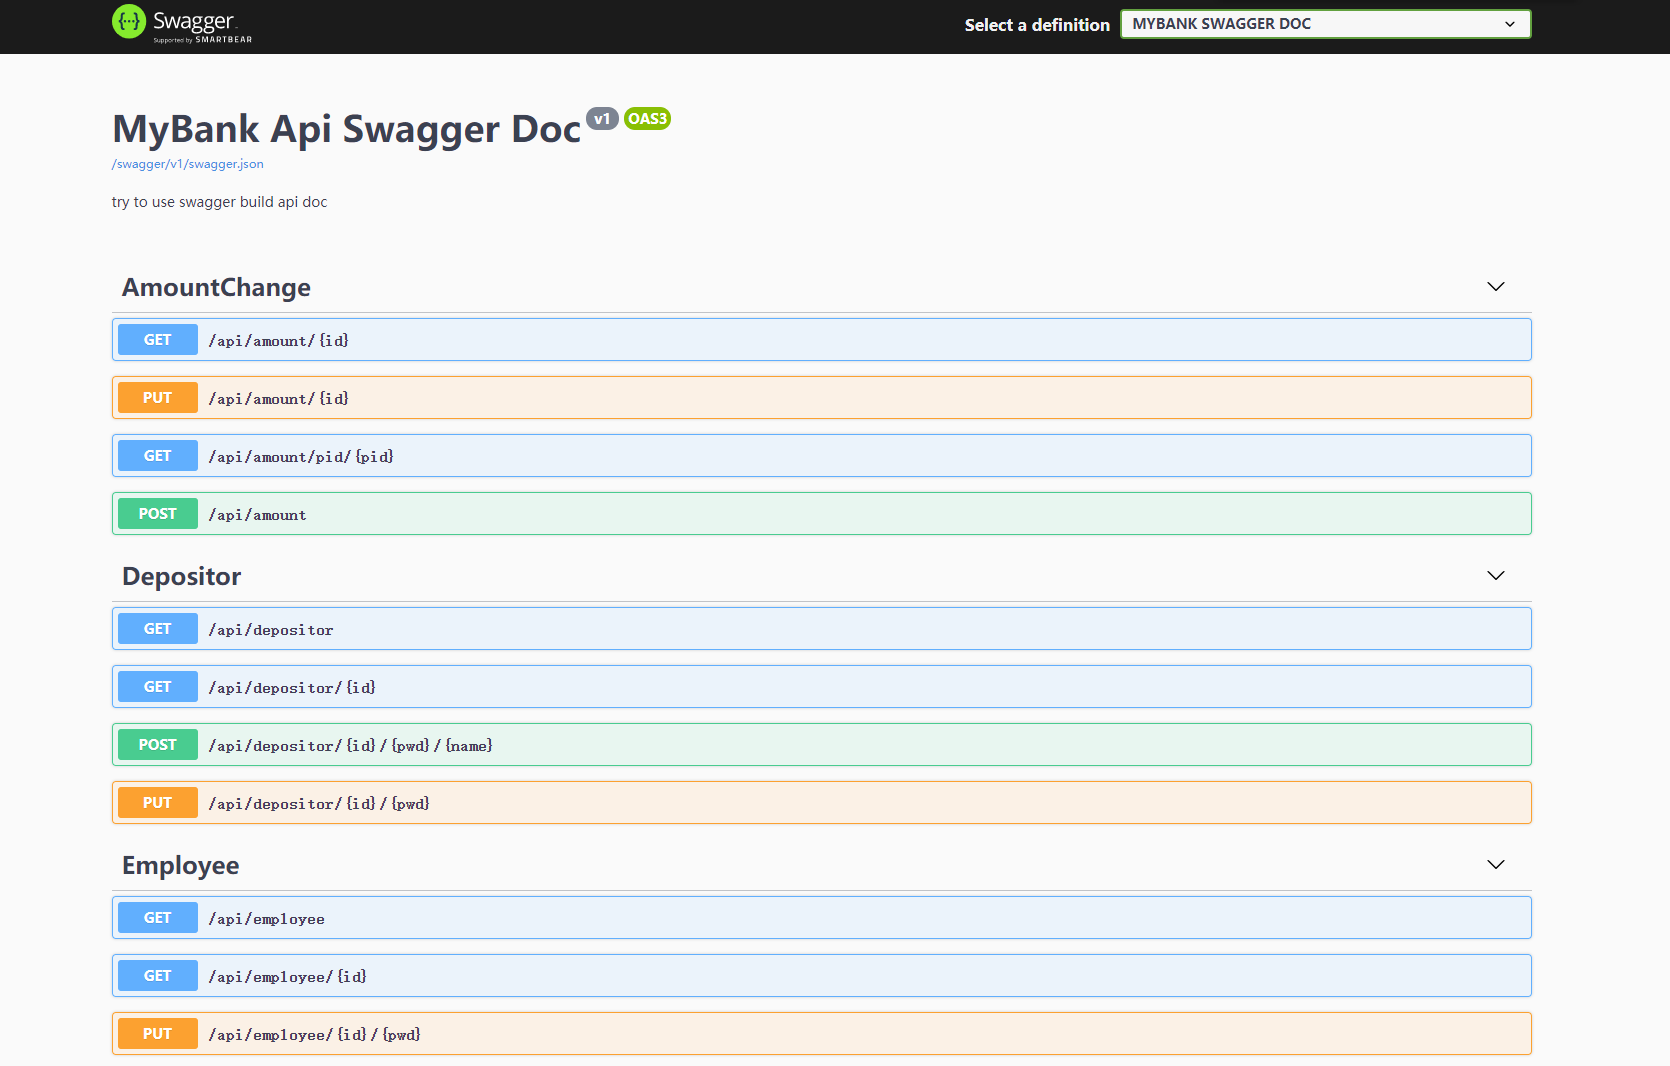 Swagger
Supported by SMARTBEAR
Select a definition
MYBANK SWAGGER DOC
MyBank Api Swagger Doc v1 OAS3
/swagger/v1/swagger.json
try to use swagger build api doc
AmountChange
GET /api/amount/{id}
PUT /api/amount/{id}
GET /api/amount/pid/{pid}
POST /api/amount
Depositor
GET /api/depositor
GET /api/depositor/{id}
POST /api/depositor/{id}/{pwd}/{name}
PUT /api/depositor/{id}/{pwd}
Employee
GET /api/employee
GET /api/employee/{id}
PUT /api/employee/{id}/{pwd}